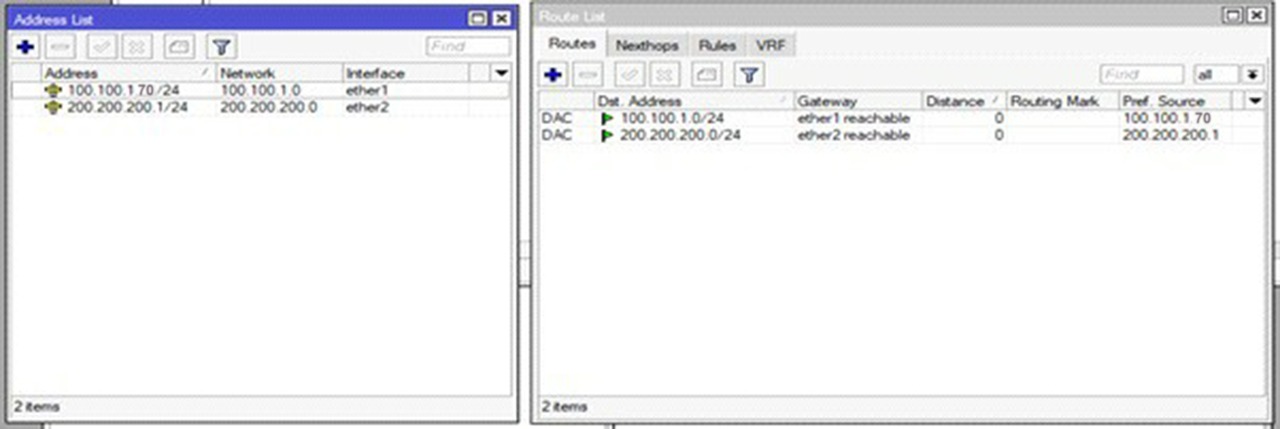 Address List
Find
Address Network Interface
100.100.1.70/24 100.100.1.0 ether1
200.200.200.1/24 200.200.200.0 ether2
2 items
Route List
Routes Nexthops Rules VRF
Find all
Dst. Address Gateway Distance Routing Mark Pref. Source
DAC 100.100.1.0/24 ether1 reachable 0 100.100.1.70
DAC 200.200.200.0/24 ether2 reachable 0 200.200.200.1
2 items